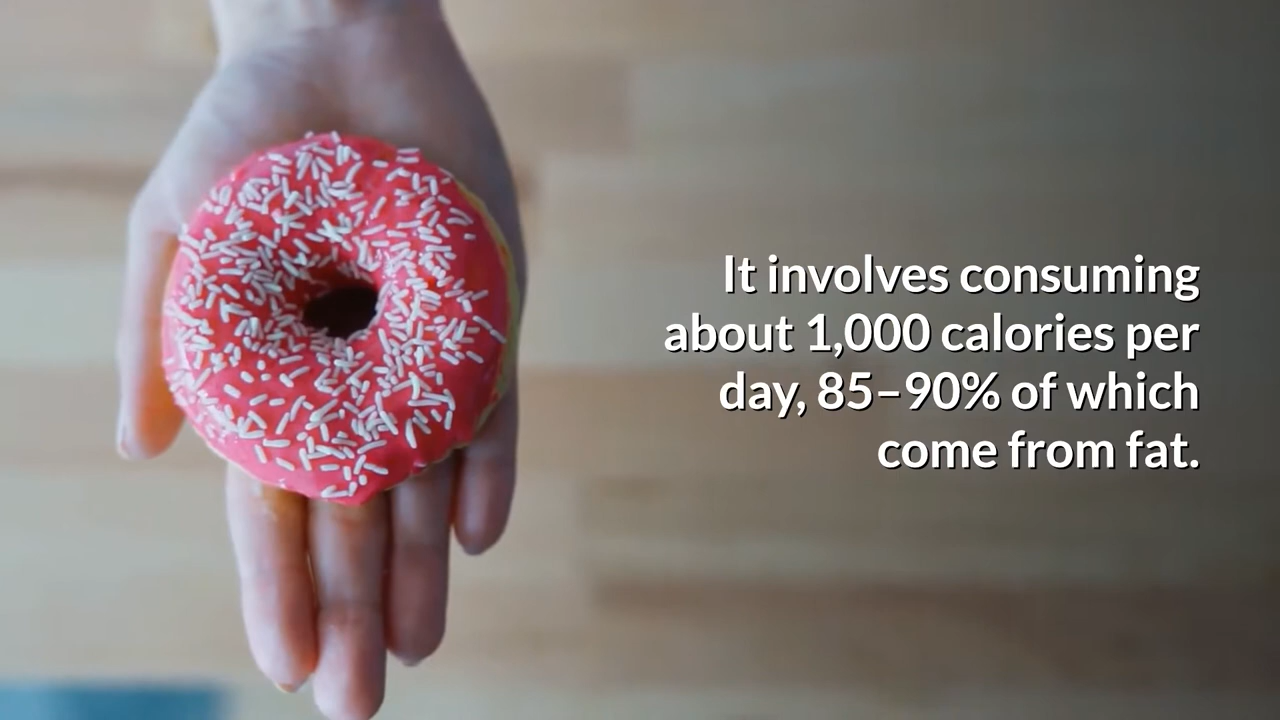 It involves consuming
about 1,000 calories per
day, 85–90% of which
come from fat.